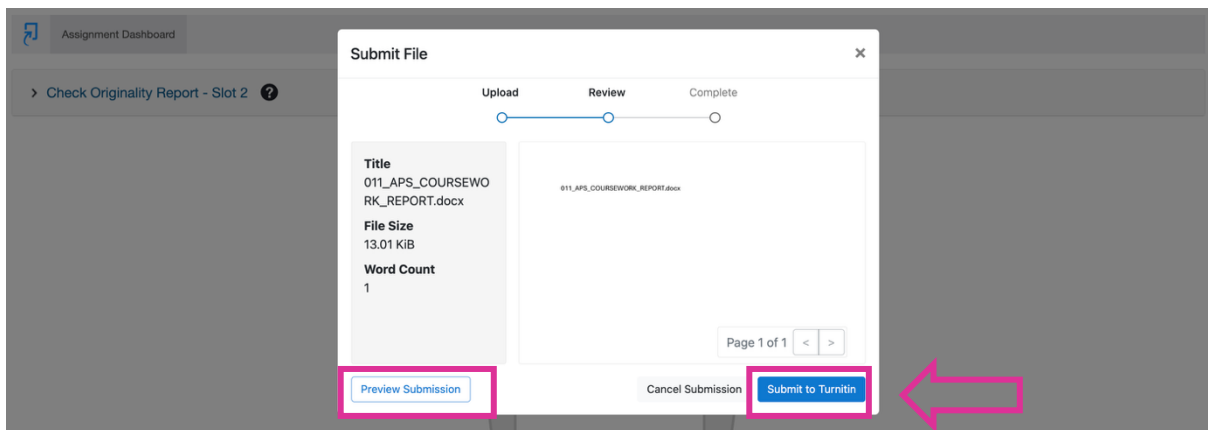 Assignment Dashboard
Submit File
×
> Check Originality Report - Slot 2 ?
Upload Review Complete
Title
011_APS_COURSEWO
RK_REPORT.docx
File Size
13.01 KiB
Word Count
1
011_APS_COURSEWORK_REPORT.docx
Page 1 of 1 < >
Preview Submission
Cancel Submission
Submit to Turnitin